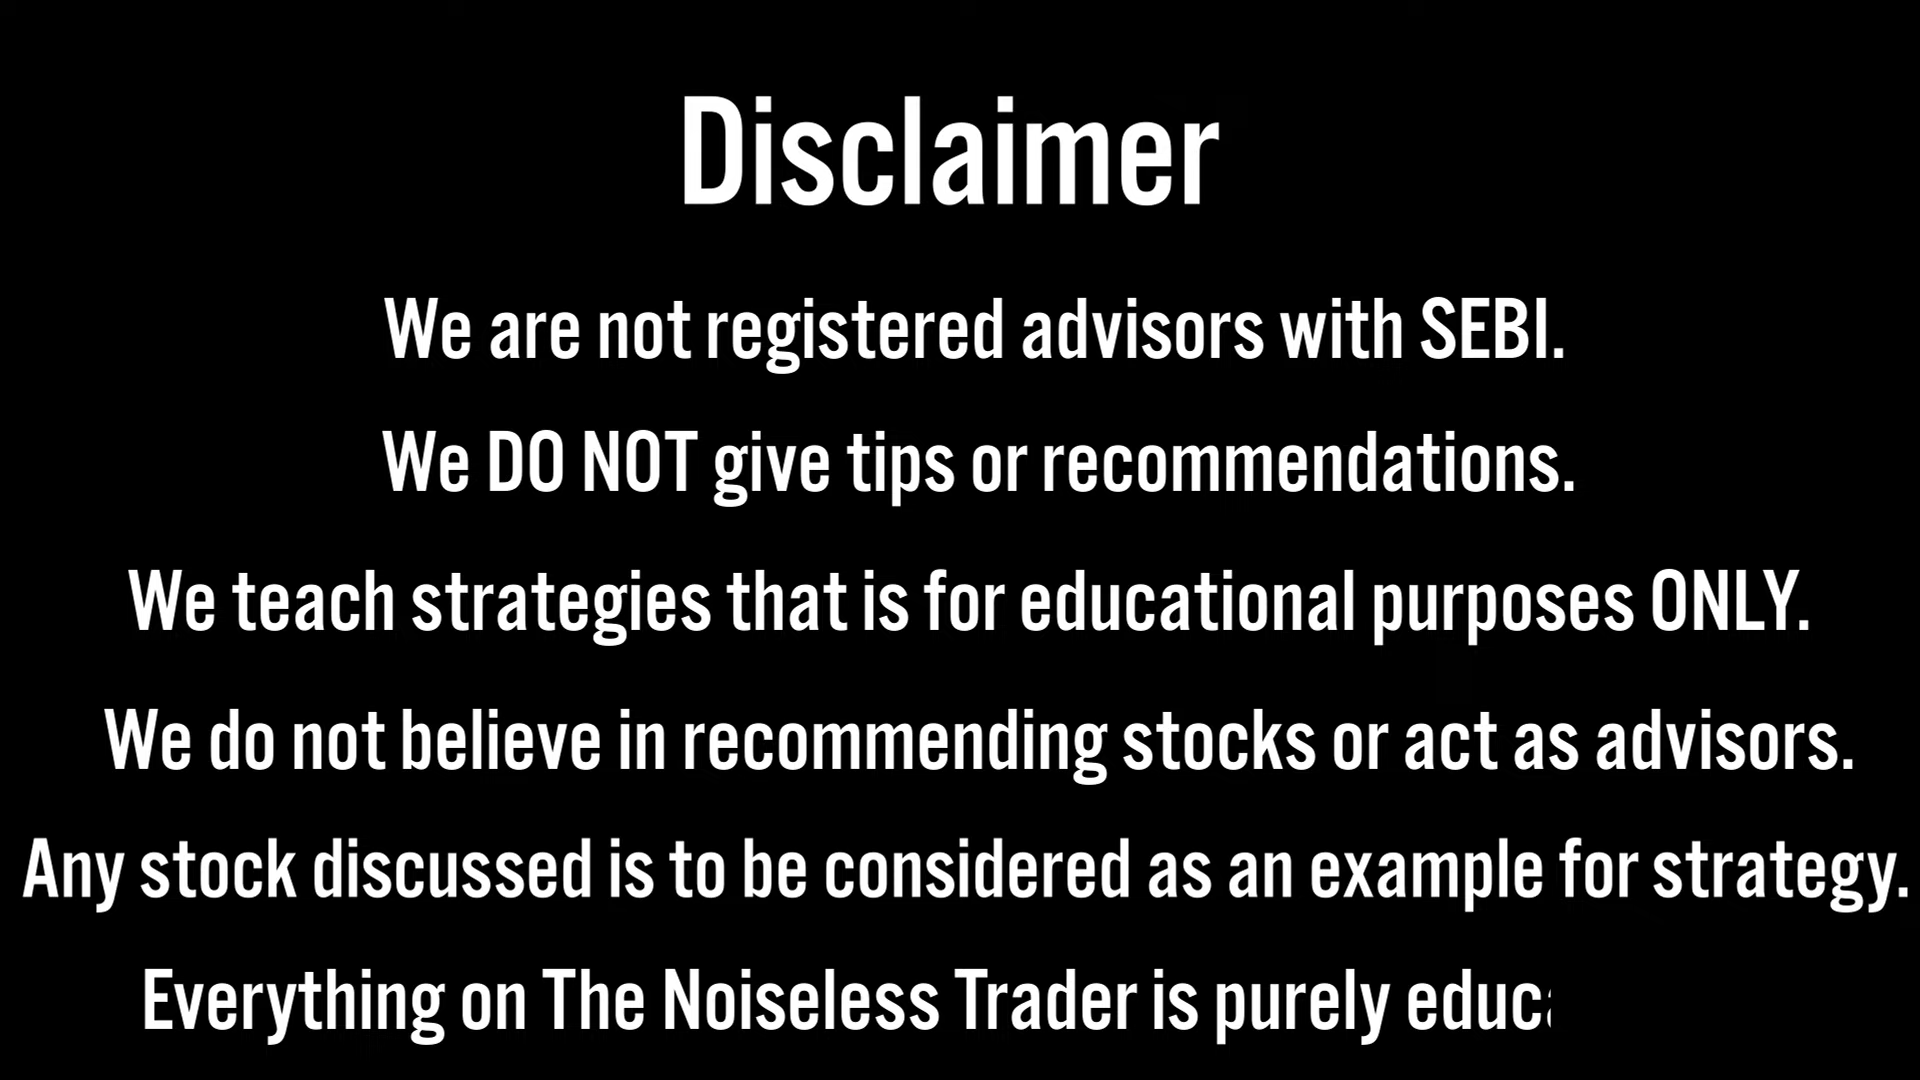 Disclaimer
We are not registered advisors with SEBI.
We DO NOT give tips or recommendations.
We teach strategies that is for educational purposes ONLY.
We do not believe in recommending stocks or act as advisors.
Any stock discussed is to be considered as an example for strategy.
Everything on The Noiseless Trader is purely